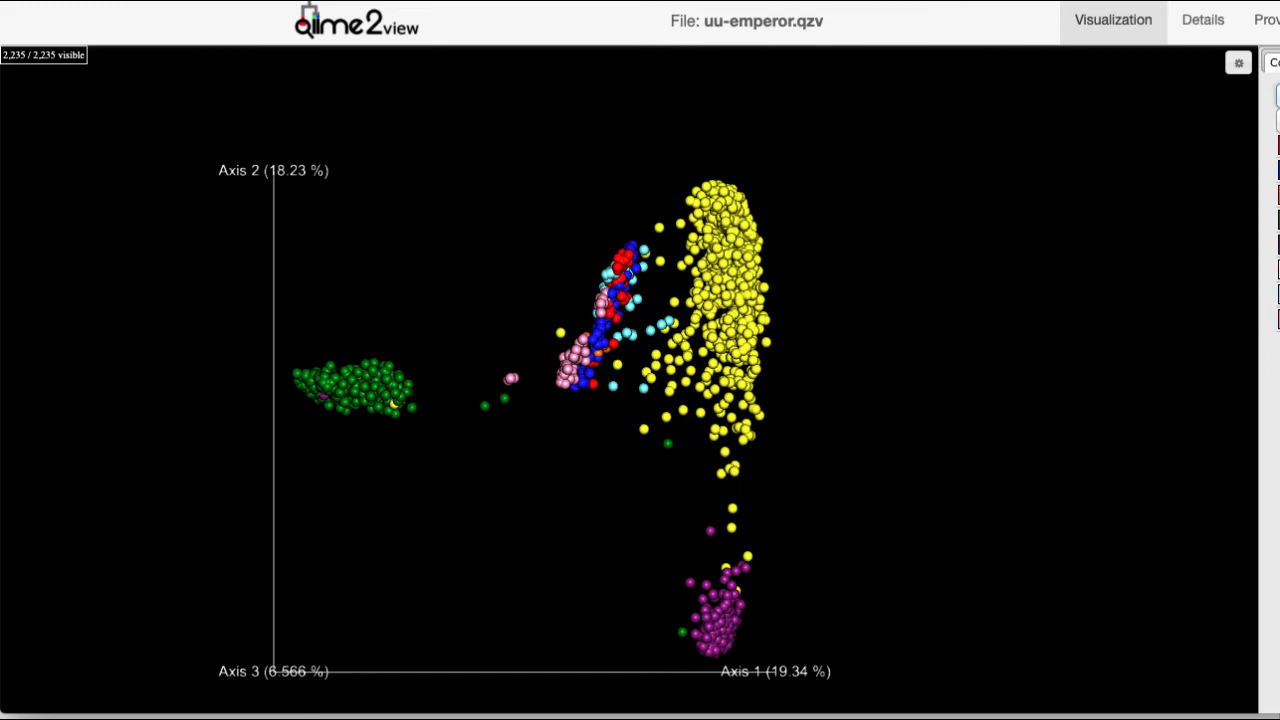 qiime2view
File: uu-emperor.qzv
Visualization
Details
2,235 / 2,235 visible
Axis 2 (18.23 %)
Axis 3 (6.566 %)
Axis 1 (19.34 %)